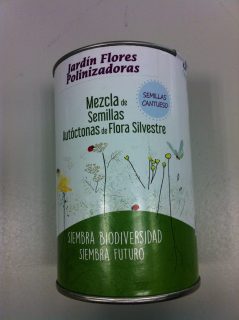 Jardín Flores
Polinizadoras
SEMILLAS
CANTUESO
Mezcla de
Semillas
Autóctonas de Flora Silvestre
SIEMBRA BIODIVERSIDAD
SIEMBRA FUTURO